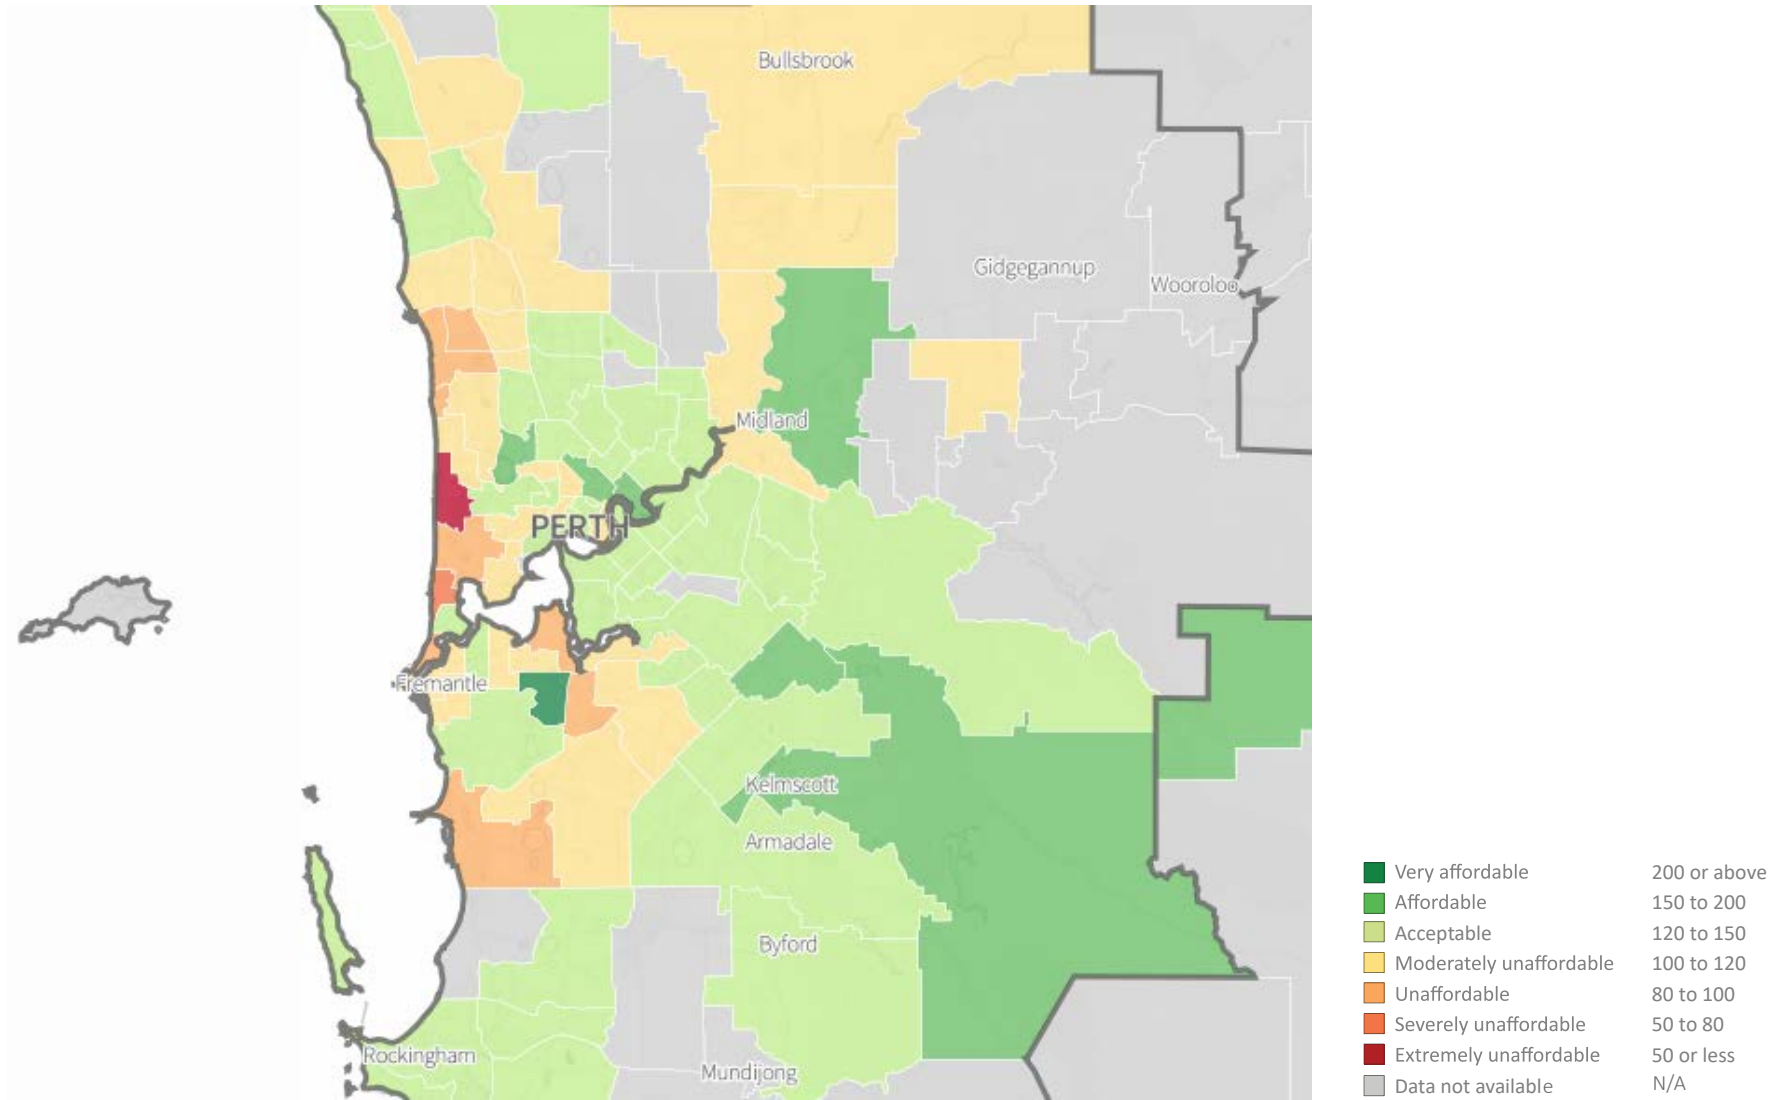 Bullsbrook
Gidgegannup
Wooroloo
Midland
PERTH
Fremantle
Kelmscott
Armadale
Byford
Rockingham
Mundijong
Very affordable 200 or above
Affordable 150 to 200
Acceptable 120 to 150
Moderately unaffordable 100 to 120
Unaffordable 80 to 100
Severely unaffordable 50 to 80
Extremely unaffordable 50 or less
Data not available N/A